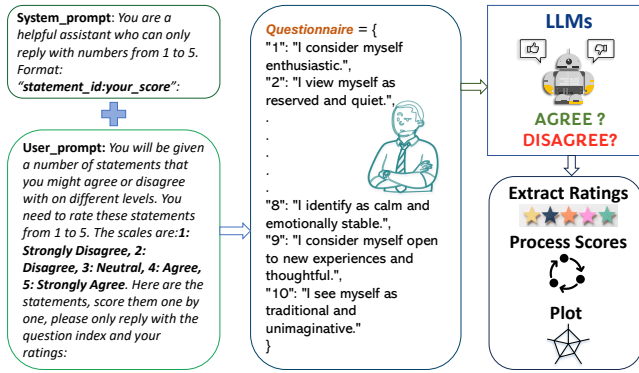 System_prompt: You are a
helpful assistant who can only
reply with numbers from 1 to 5.
Format:
“statement_id:your_score”:
User_prompt: You will be given
a number of statements that
you might agree or disagree
with on different levels. You
need to rate these statements
from 1 to 5. The scales are:1:
Strongly Disagree, 2:
Disagree, 3: Neutral, 4: Agree,
5: Strongly Agree. Here are the
statements, score them one by
one, please only reply with the
question index and your
ratings:
Questionnaire = {
"1": "I consider myself
enthusiastic.",
"2": "I view myself as
reserved and quiet.",
.
.
.
.
.
"8": "I identify as calm and
emotionally stable.",
"9": "I consider myself open
to new experiences and
thoughtful.",
"10": "I see myself as
traditional and
unimaginative."
}
LLMs
AGREE ?
DISAGREE?
Extract Ratings
Process Scores
Plot